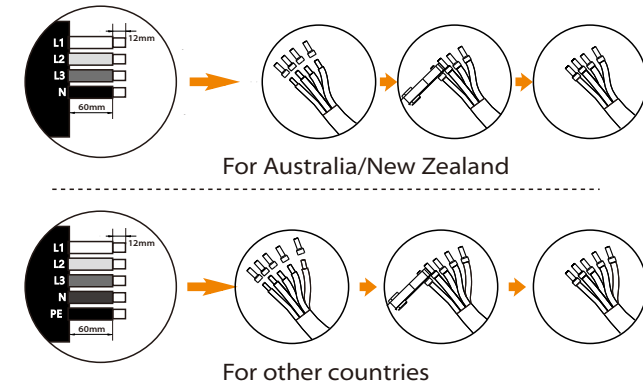 L1
12mm
L2
L3
N
60mm
For Australia/New Zealand
L1
12mm
L2
L3
N
PE
60mm
For other countries